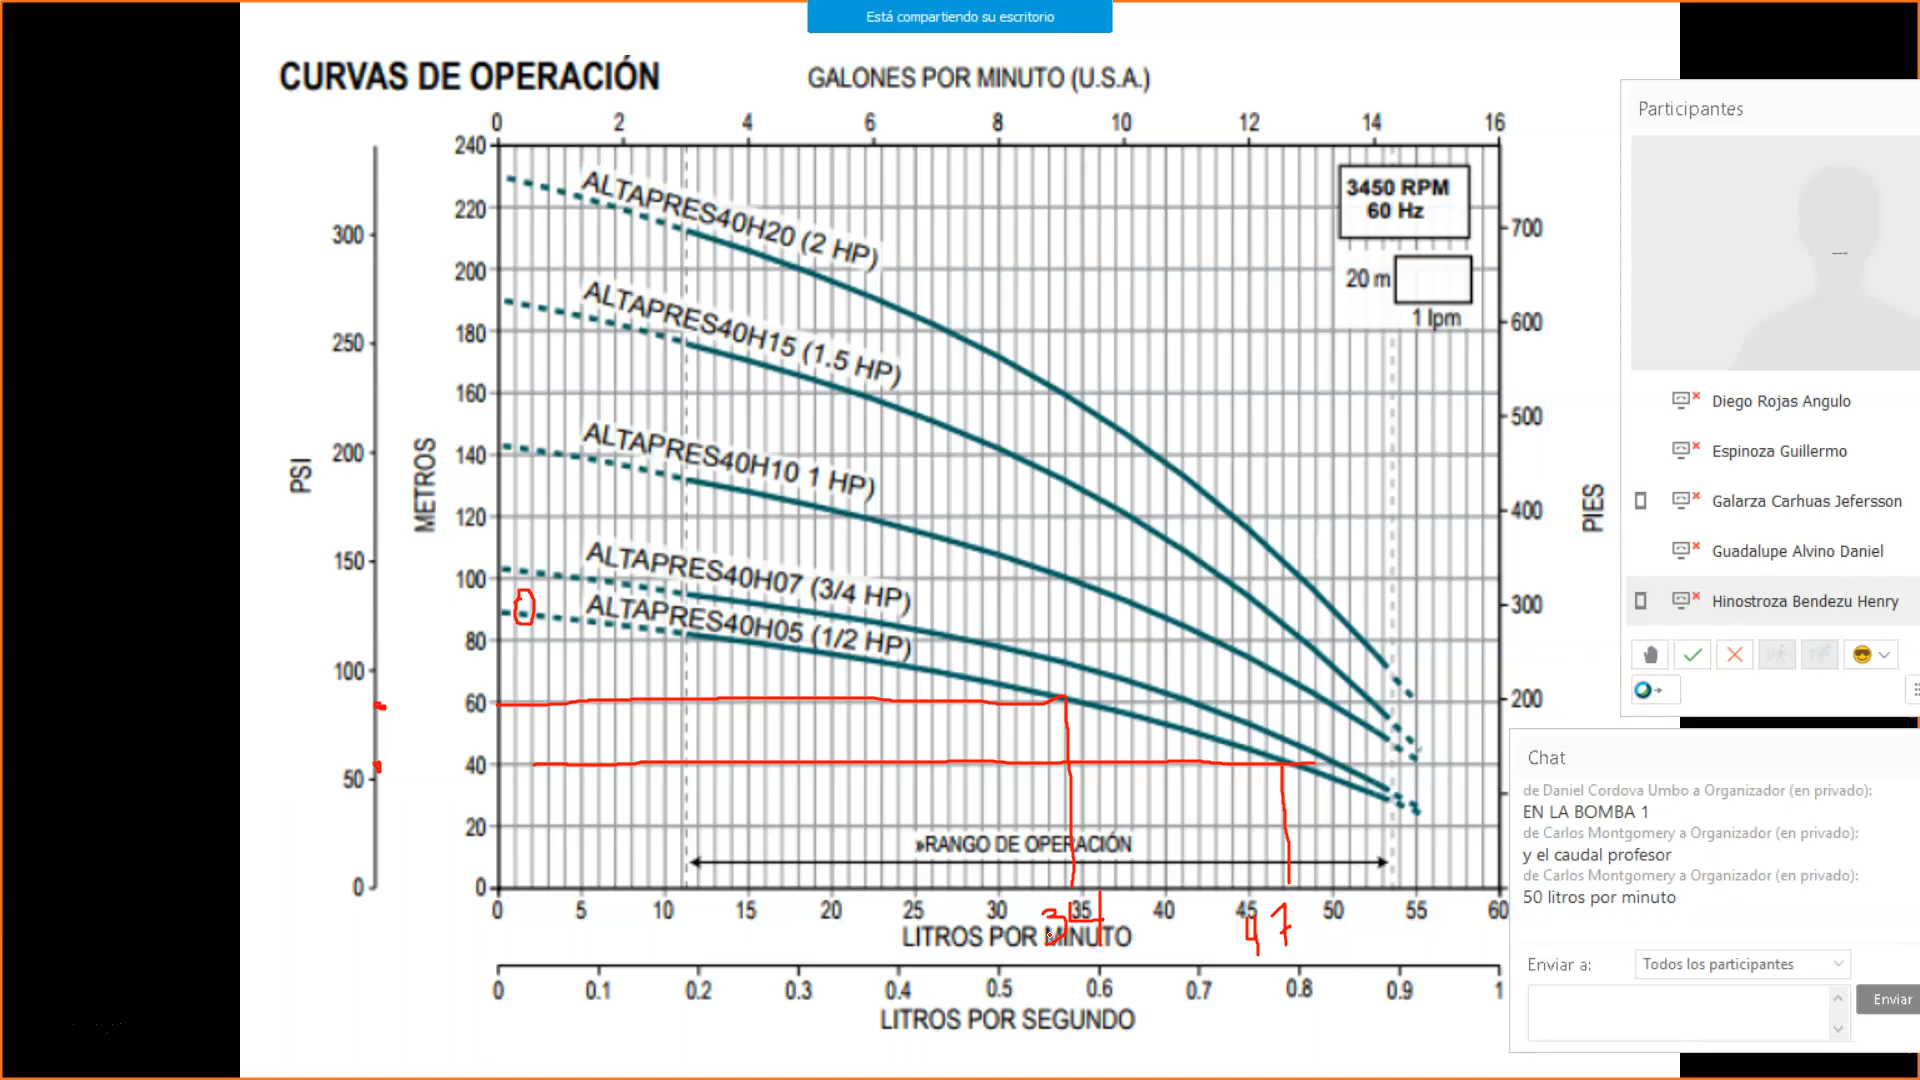 Está compartiendo su escritorio
CURVAS DE OPERACIÓN
GALONES POR MINUTO (U.S.A.)
0 2 4 6 8 10 12 14 16
PSI
300
250
200
150
100
50
0
METROS
240
220
200
180
160
140
120
100
80
60
40
20
0
ALTAPRES40H20 (2 HP)
ALTAPRES40H15 (1.5 HP)
ALTAPRES40H10 1 HP)
ALTAPRES40H07 (3/4 HP)
ALTAPRES40H05 (1/2 HP)
3450 RPM
60 Hz
20 m
1 lpm
PIES
700
600
500
400
300
200
»RANGO DE OPERACIÓN
0 5 10 15 20 25 30 35 40 45 50 55 60
34 47
LITROS POR MINUTO
0 0.1 0.2 0.3 0.4 0.5 0.6 0.7 0.8 0.9 1
LITROS POR SEGUNDO
Participantes
Diego Rojas Angulo
Espinoza Guillermo
Galarza Carhuas Jefersson
Guadalupe Alvino Daniel
Hinostroza Bendezu Henry
Chat
de Daniel Cordova Umbo a Organizador (en privado):
EN LA BOMBA 1
de Carlos Montgomery a Organizador (en privado):
y el caudal profesor
de Carlos Montgomery a Organizador (en privado):
50 litros por minuto
Enviar a:
Todos los participantes
Enviar